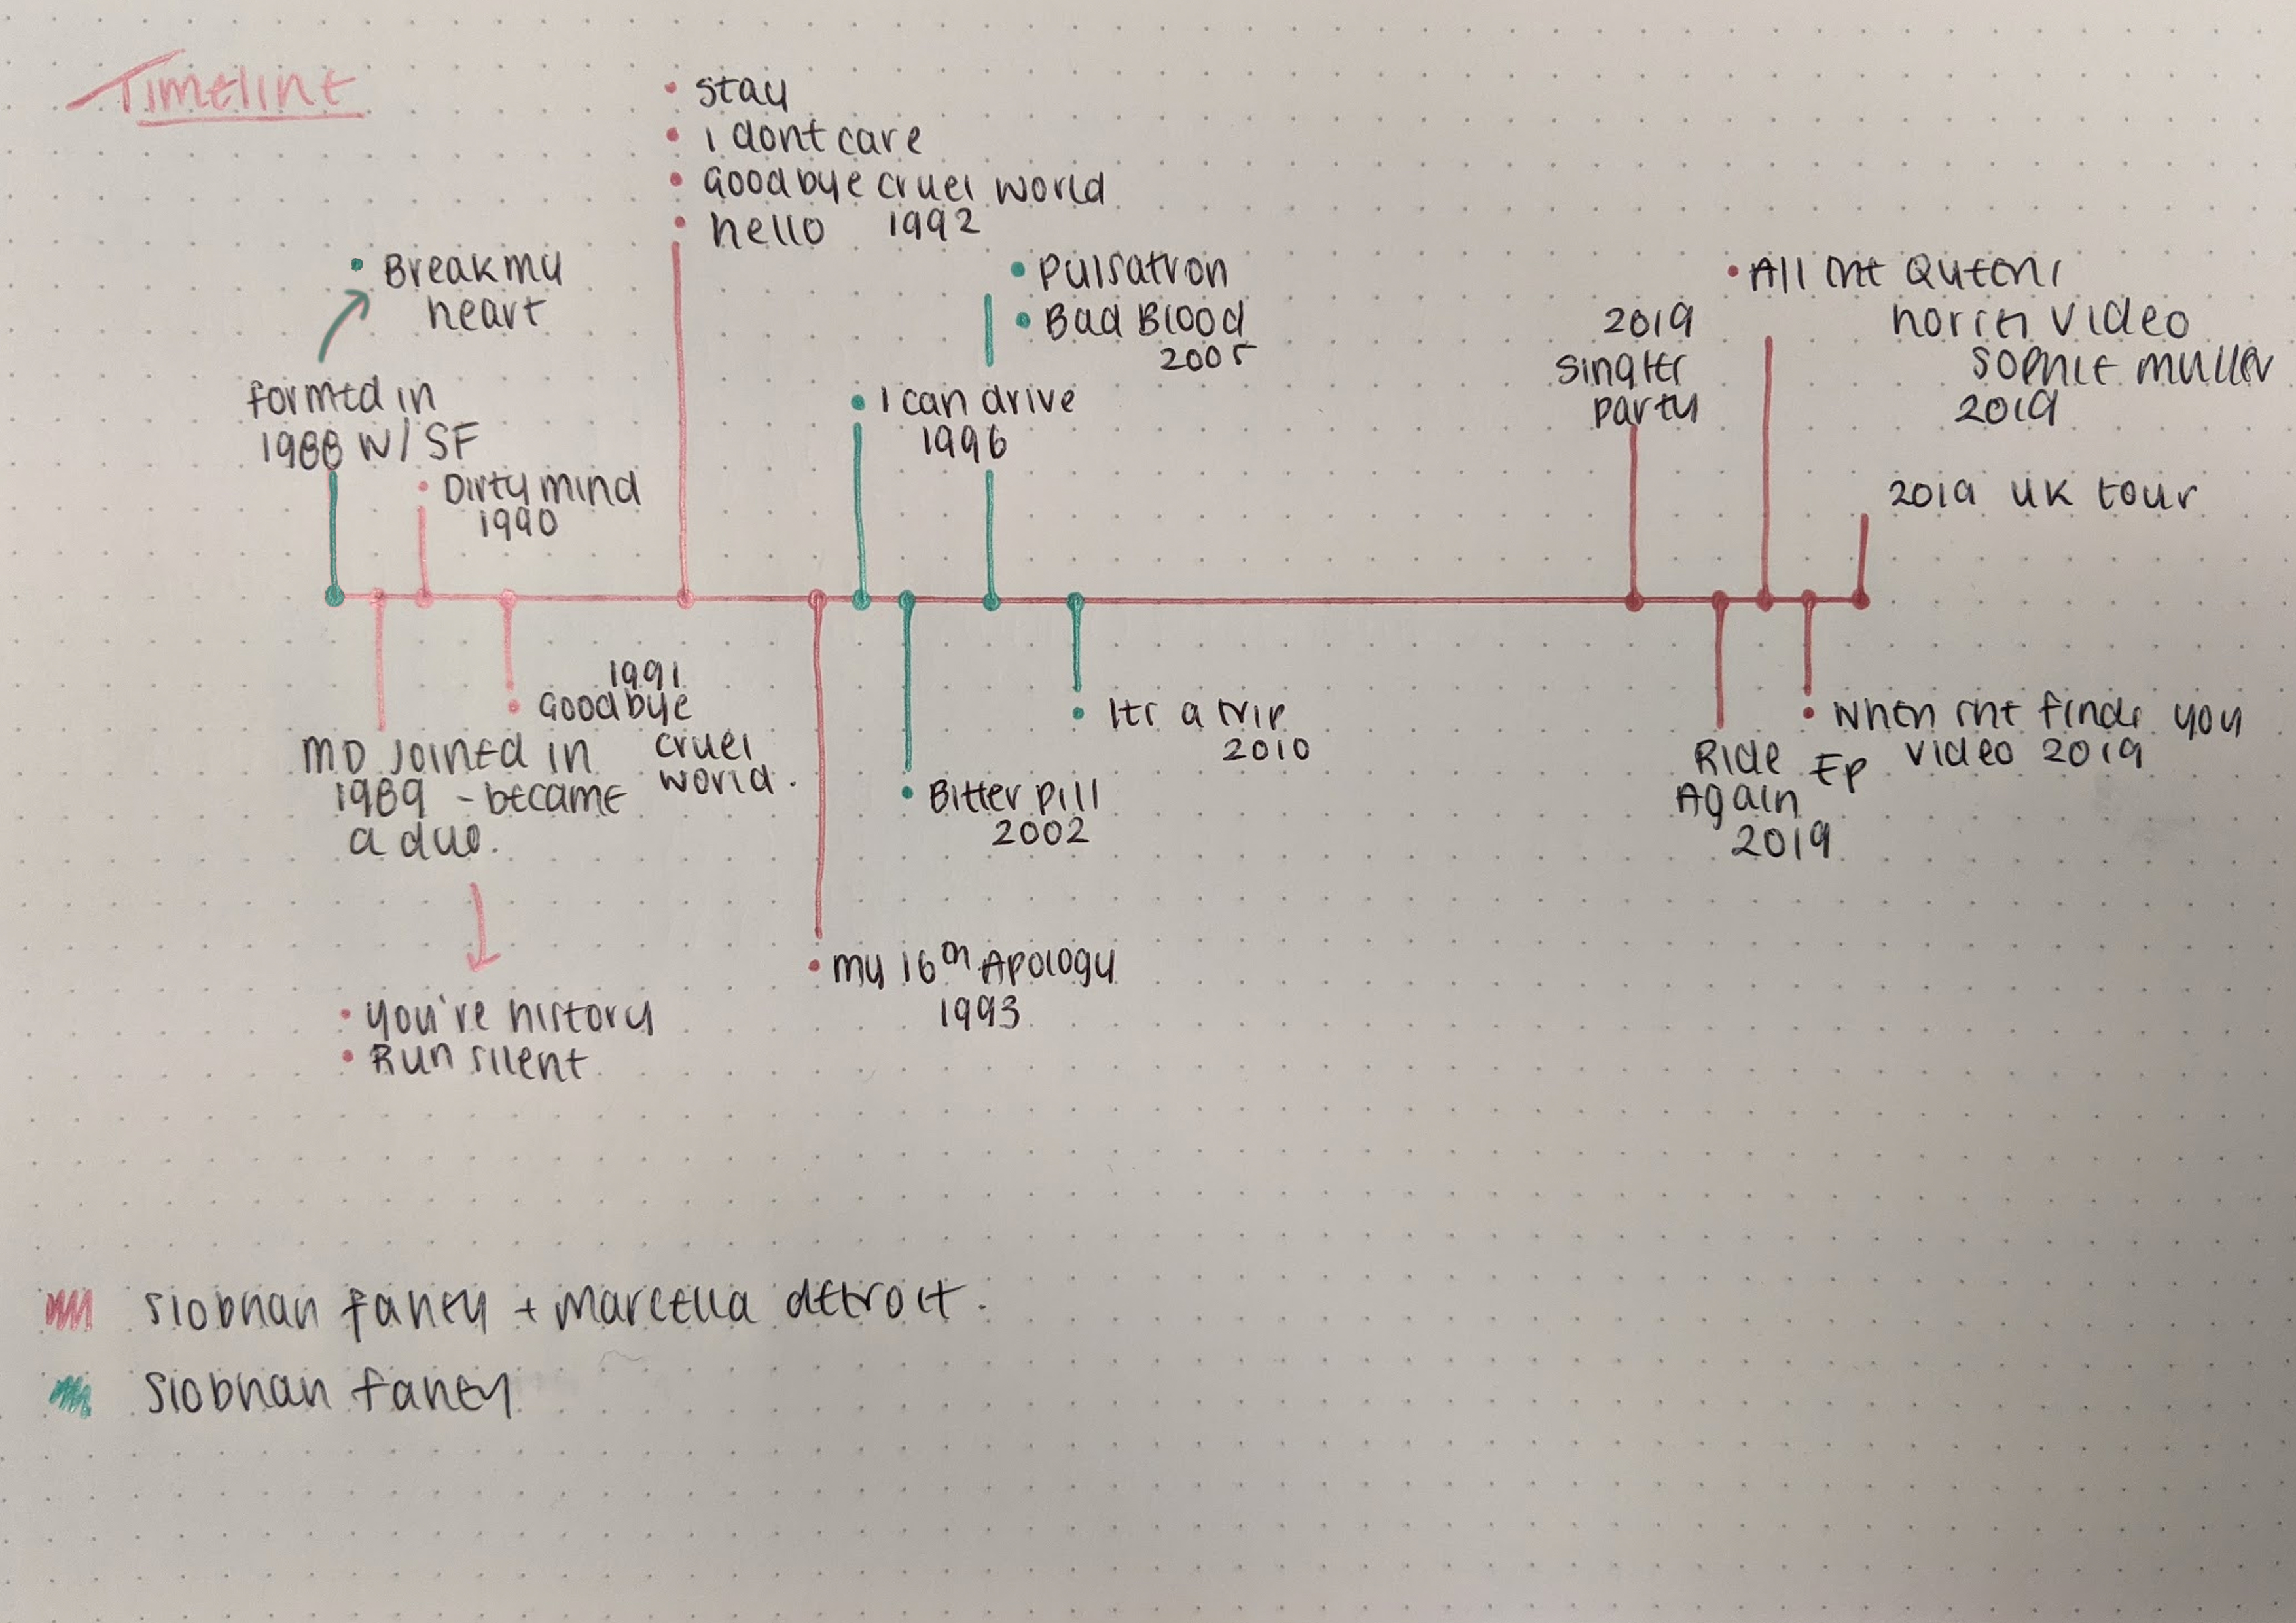 Timeline
• Stay
• I dont care
• Goodbye cruel world
• hello 1992
• Break my
heart
formed in
1988 W/ SF
• Dirty mind
1990
• Pulsatron
• Bad Blood
2005
• I can drive
1996
2019
Singles
party
• All the Queens
horses video
Sophie muller
2019
2019 UK tour
MD joined in
1989 - became
a duo.
• you're history
• Run silent
1991
• Goodbye
cruel
world.
• my 16th Apology
1993
• Bitter pill
2002
• Its a trip
2010
Ride
Again Ep
2019
• When she finds you
video 2019
Siobhan fahey + Marcella detroit.
Siobhan fahey